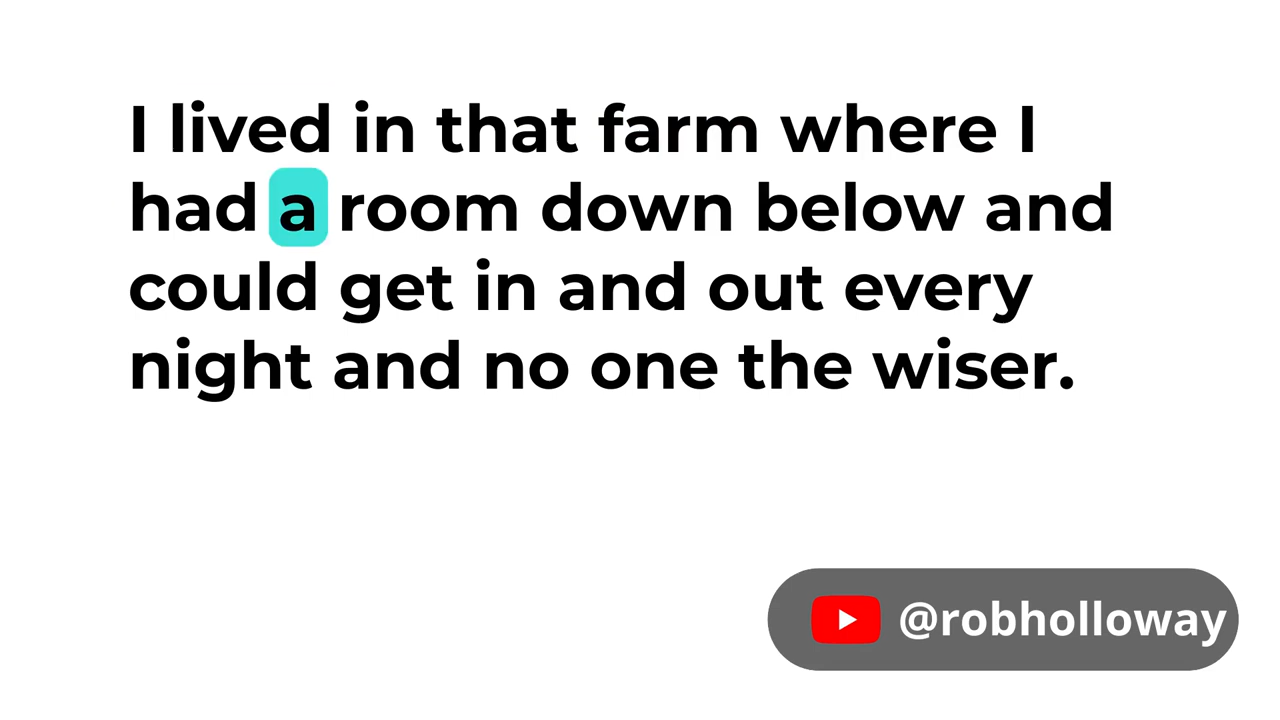 I lived in that farm where I
had a room down below and
could get in and out every
night and no one the wiser.
@robholloway